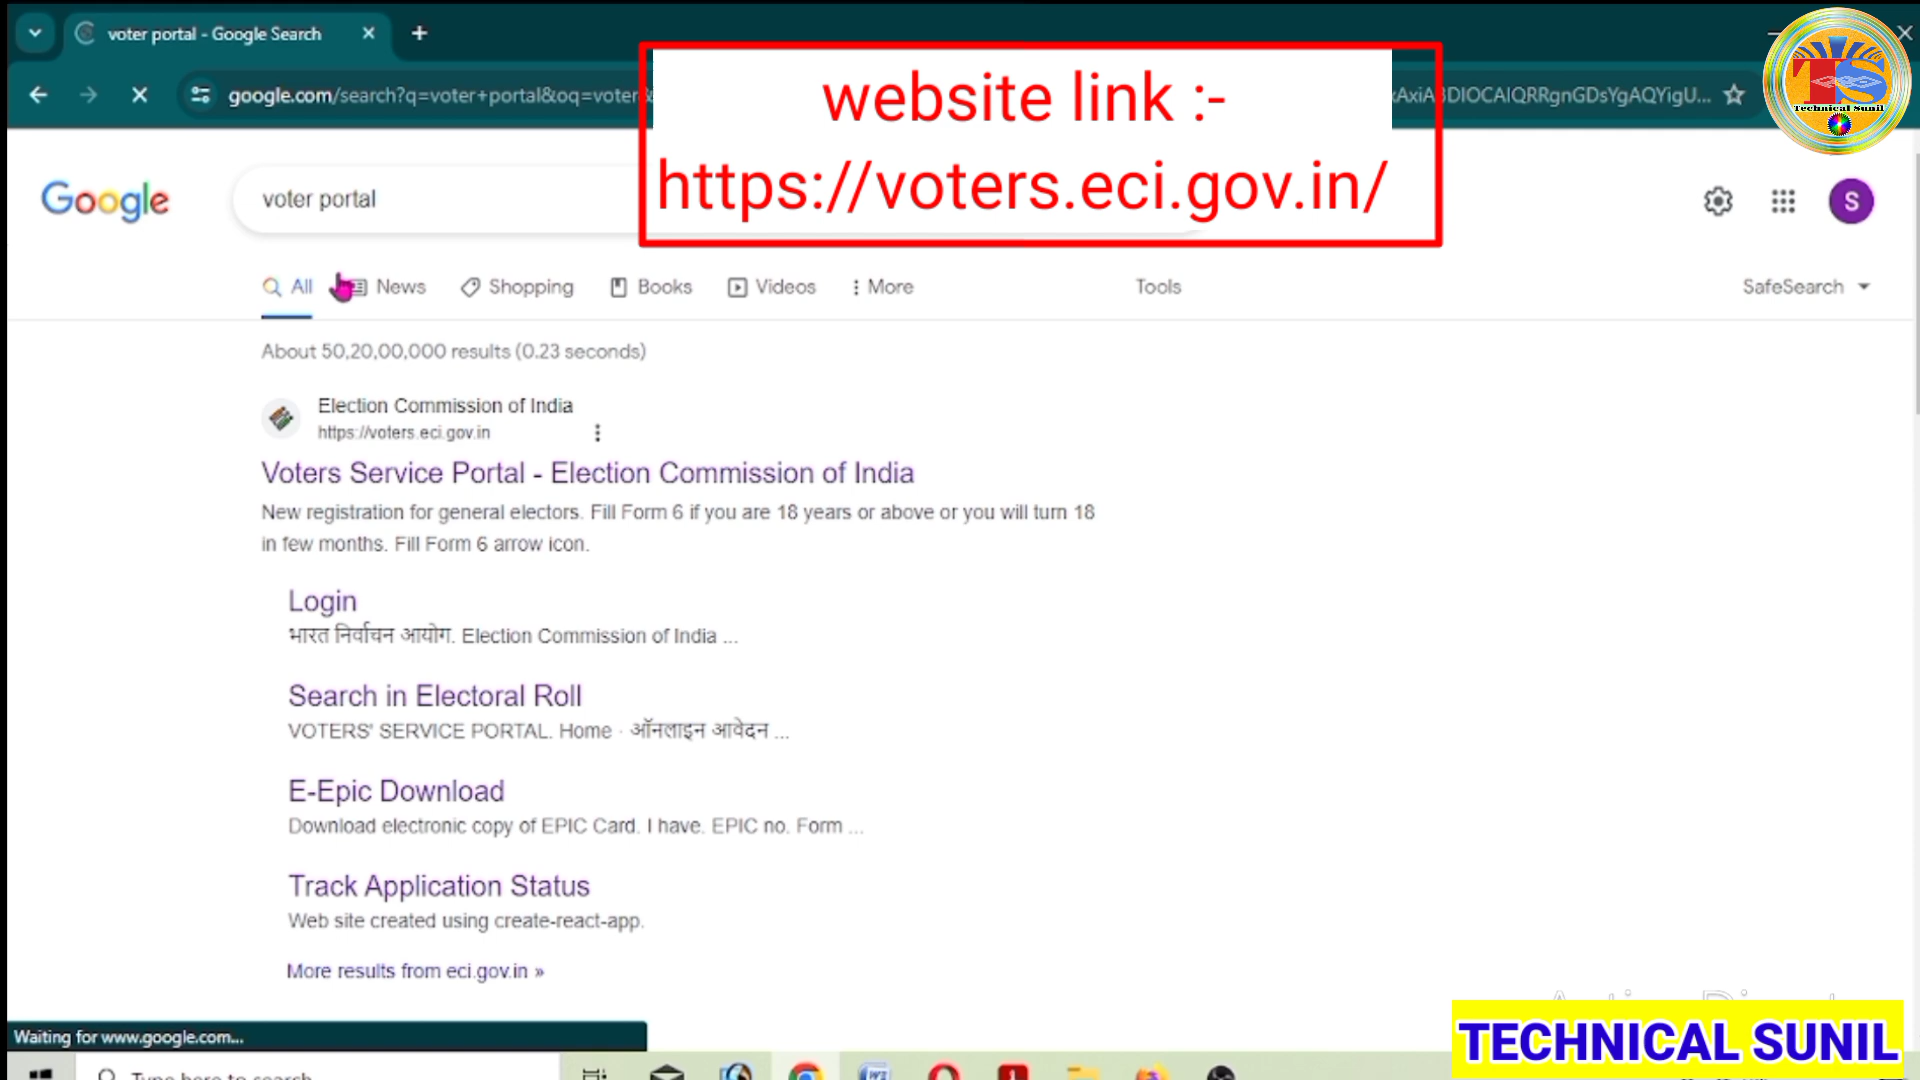 voter portal - Google Search
google.com/search?q=voter+portal&oq=voter
AxiABDIOCAIQRRgnGDsYgAQYigU...
website link :-
https://voters.eci.gov.in/
Technical Sunil
Google
voter portal
S
All
News
Shopping
Books
Videos
More
Tools
SafeSearch
About 50,20,00,000 results (0.23 seconds)
Election Commission of India
https://voters.eci.gov.in
Voters Service Portal - Election Commission of India
New registration for general electors. Fill Form 6 if you are 18 years or above or you will turn 18
in few months. Fill Form 6 arrow icon.
Login
भारत निर्वाचन आयोग. Election Commission of India ...
Search in Electoral Roll
VOTERS' SERVICE PORTAL. Home · ऑनलाइन आवेदन ...
E-Epic Download
Download electronic copy of EPIC Card. I have. EPIC no. Form ...
Track Application Status
Web site created using create-react-app.
More results from eci.gov.in »
Waiting for www.google.com...
TECHNICAL SUNIL
Type here to search